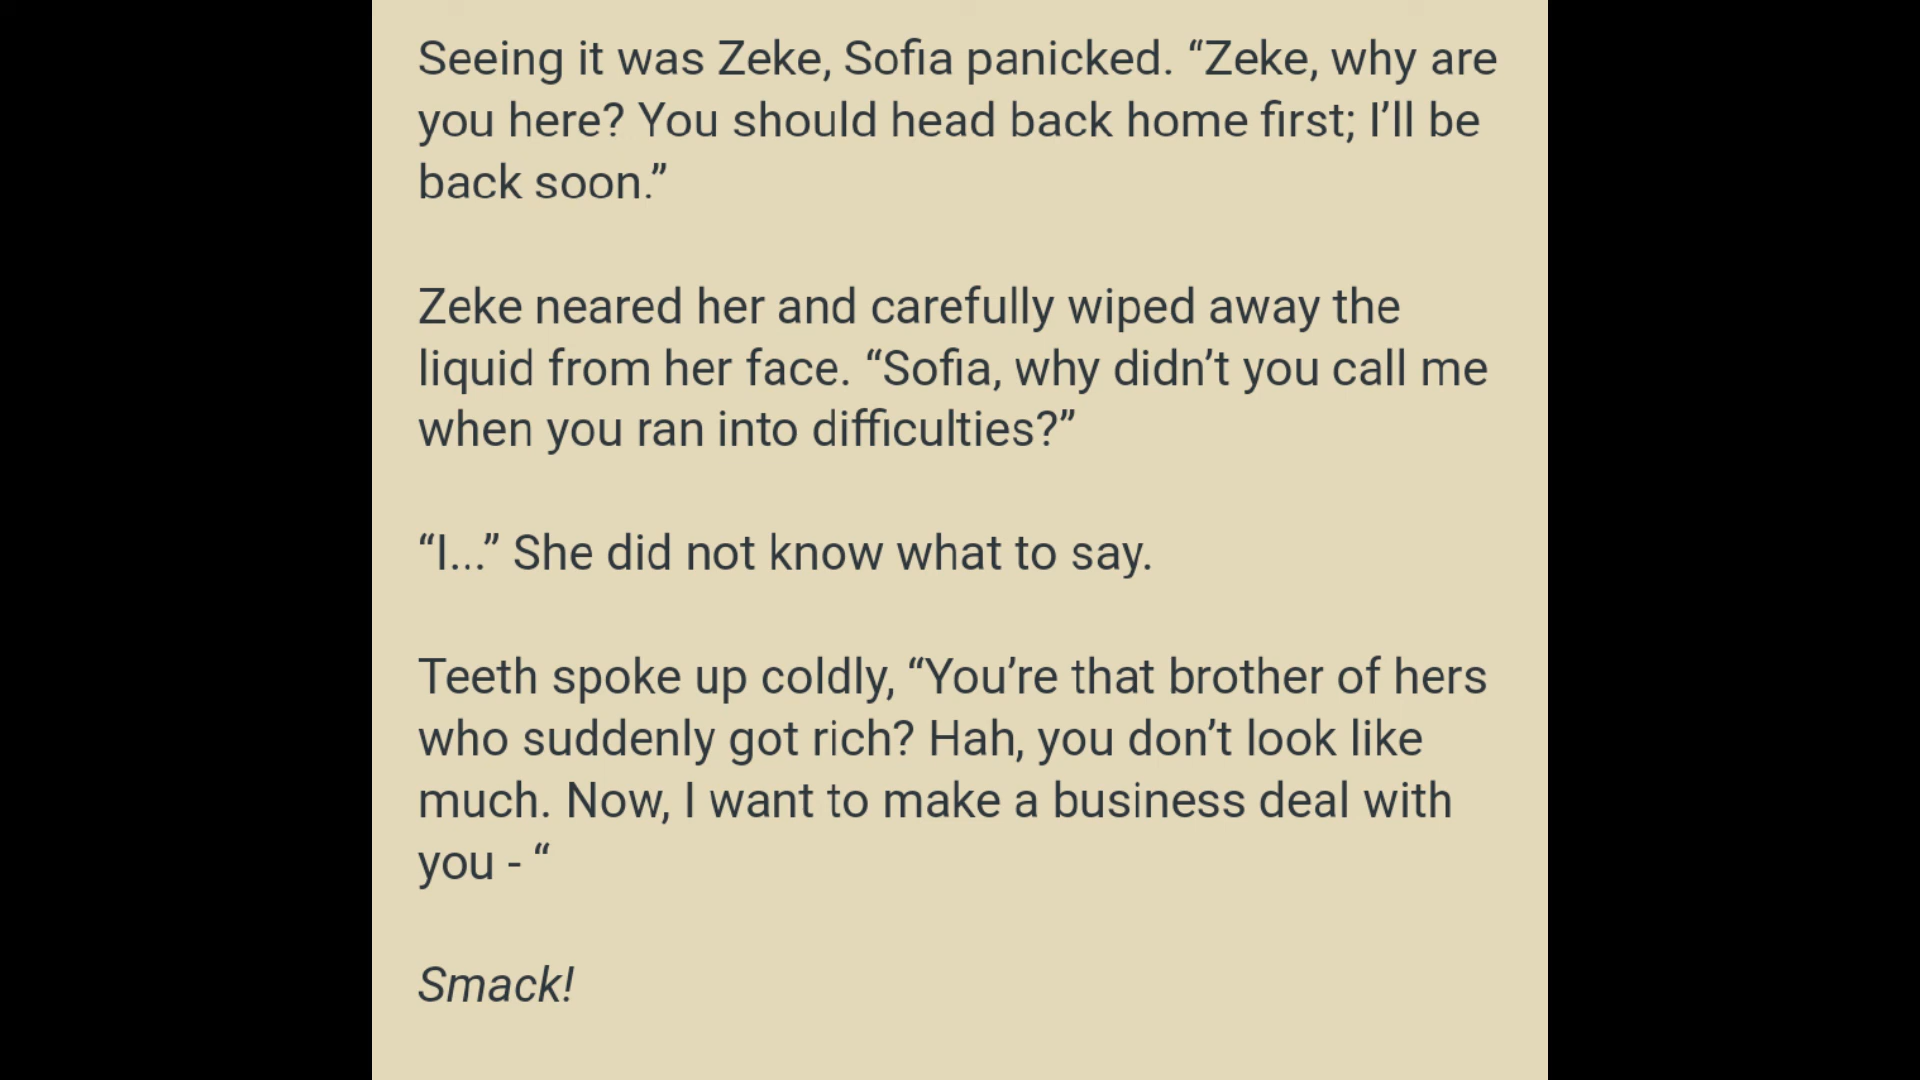 Seeing it was Zeke, Sofia panicked. “Zeke, why are
you here? You should head back home first; I’ll be
back soon.”
Zeke neared her and carefully wiped away the
liquid from her face. “Sofia, why didn’t you call me
when you ran into difficulties?”
“I...” She did not know what to say.
Teeth spoke up coldly, “You’re that brother of hers
who suddenly got rich? Hah, you don’t look like
much. Now, I want to make a business deal with
you - “
Smack!